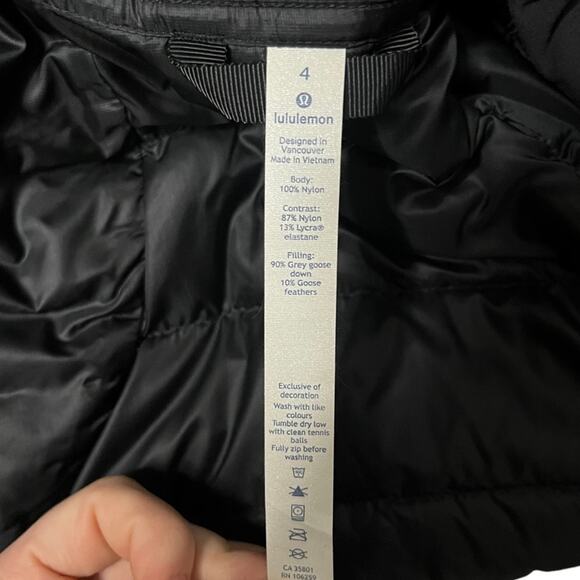 4
lululemon
Designed in
Vancouver
Made in Vietnam
Body:
100% Nylon
Contrast:
87% Nylon
13% Lycra®
elastane
Filling:
90% Grey goose
down
10% Goose
feathers
Exclusive of
decoration
Wash with like
colours
Tumble dry low
with clean tennis
balls
Fully zip before
washing
CA 35801
RN 106259